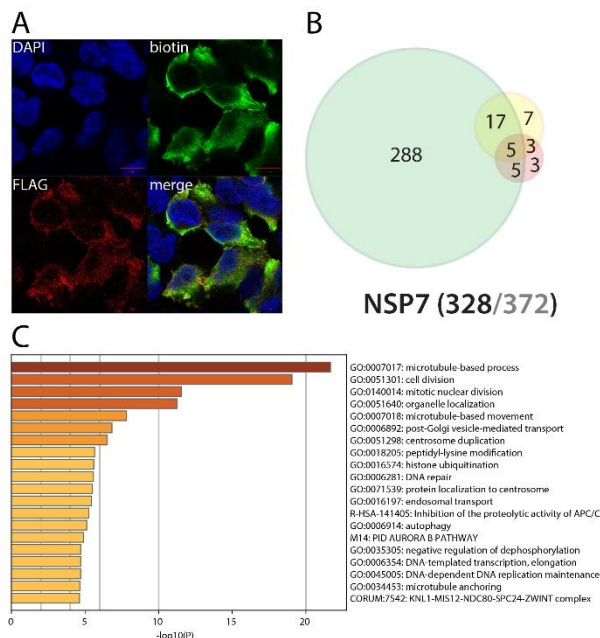 A
DAPI
biotin
FLAG
merge
B
288
17
7
5
3
5
3
NSP7 (328/372)
C
GO:0007017: microtubule-based process
GO:0051301: cell division
GO:0140014: mitotic nuclear division
GO:0051640: organelle localization
GO:0007018: microtubule-based movement
GO:0006892: post-Golgi vesicle-mediated transport
GO:0051298: centrosome duplication
GO:0018205: peptidyl-lysine modification
GO:0016574: histone ubiquitination
GO:0006281: DNA repair
GO:0071539: protein localization to centrosome
GO:0016197: endosomal transport
R-HSA-141405: Inhibition of the proteolytic activity of APC/C
GO:0006914: autophagy
M14: PID AURORA B PATHWAY
GO:0035305: negative regulation of dephosphorylation
GO:0006354: DNA-templated transcription, elongation
GO:0045005: DNA-dependent DNA replication maintenance
GO:0034453: microtubule anchoring
CORUM:7542: KNL1-MIS12-NDC80-SPC24-ZWINT complex
0 5 10 15 20
-log10(P)